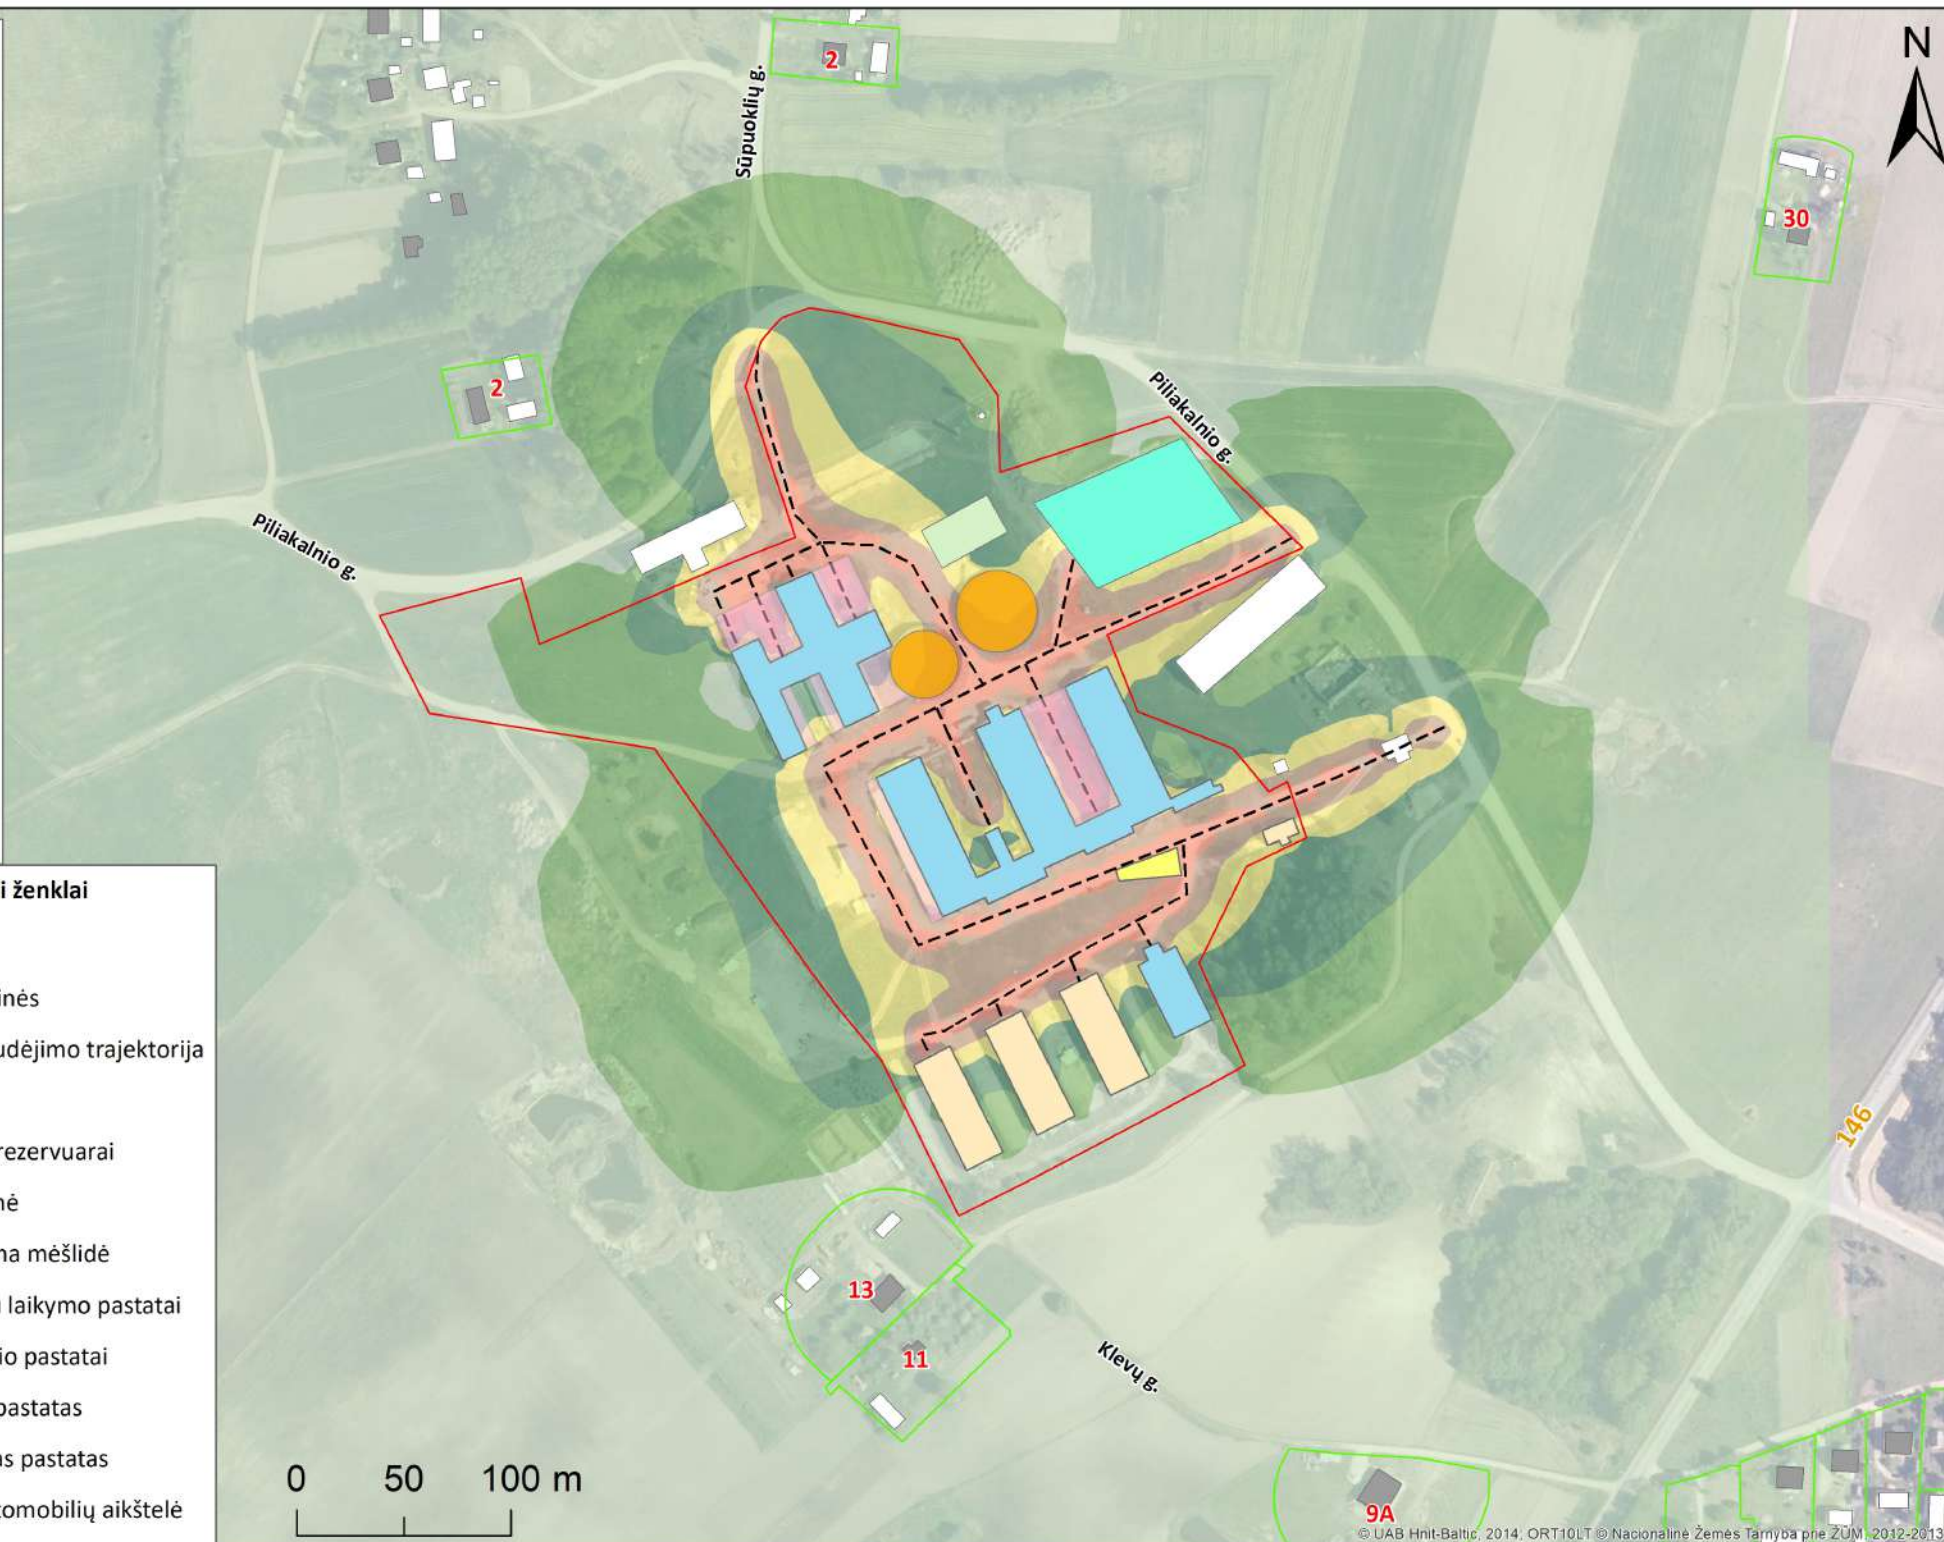 N
2
Sūpuoklių g.
30
2
Piliakalnio g.
Piliakalnio g.
i ženklai
inės
udėjimo trajektorija
rezervuarai
nė
na mėšlidė
laikymo pastatai
io pastatai
pastatas
as pastatas
tomobilių aikštelė
146
13
11
Klevų g.
0 50 100 m
9A
© UAB Hnit-Baltic, 2014; ORT10LT © Nacionalinė Žemės Tarnyba prie ŽŪM, 2012-2013